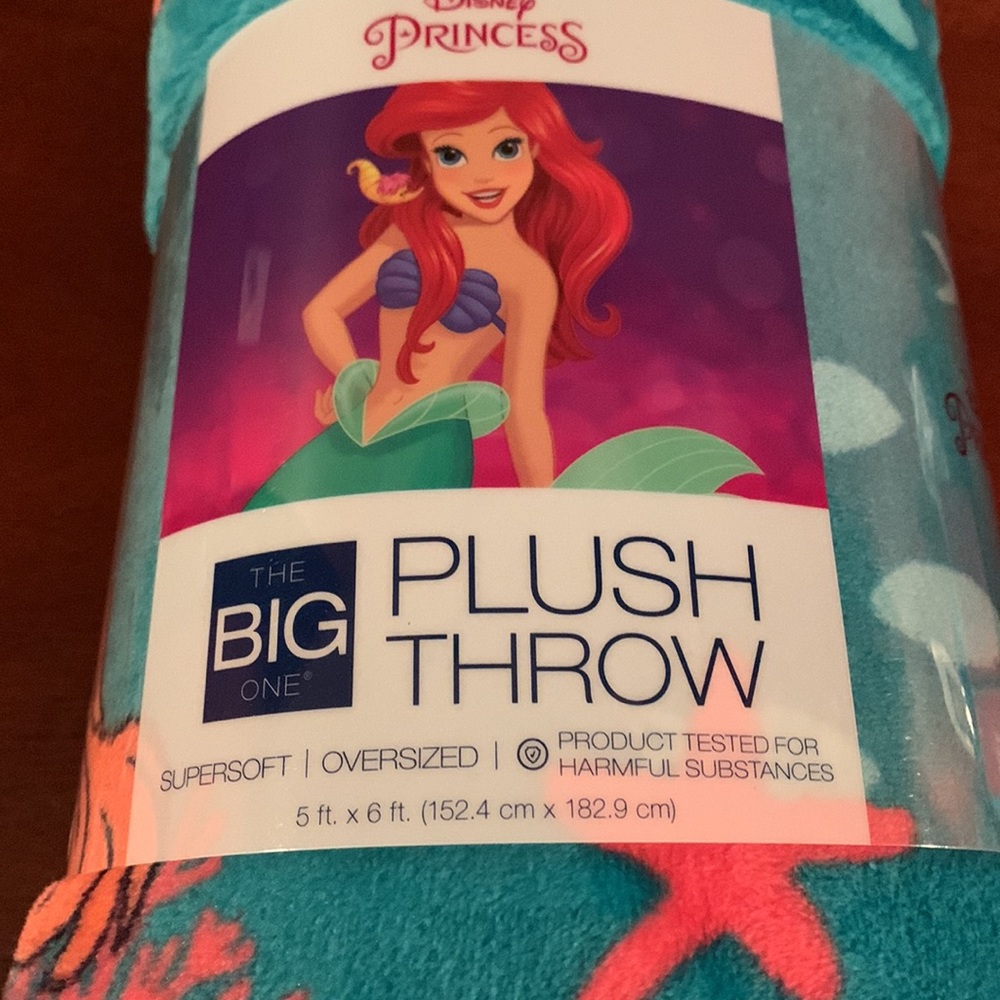 DISNEY
PRINCESS
THE
BIG
ONE®
PLUSH
THROW
SUPERSOFT | OVERSIZED |
PRODUCT TESTED FOR
HARMFUL SUBSTANCES
5 ft. x 6 ft. (152.4 cm x 182.9 cm)